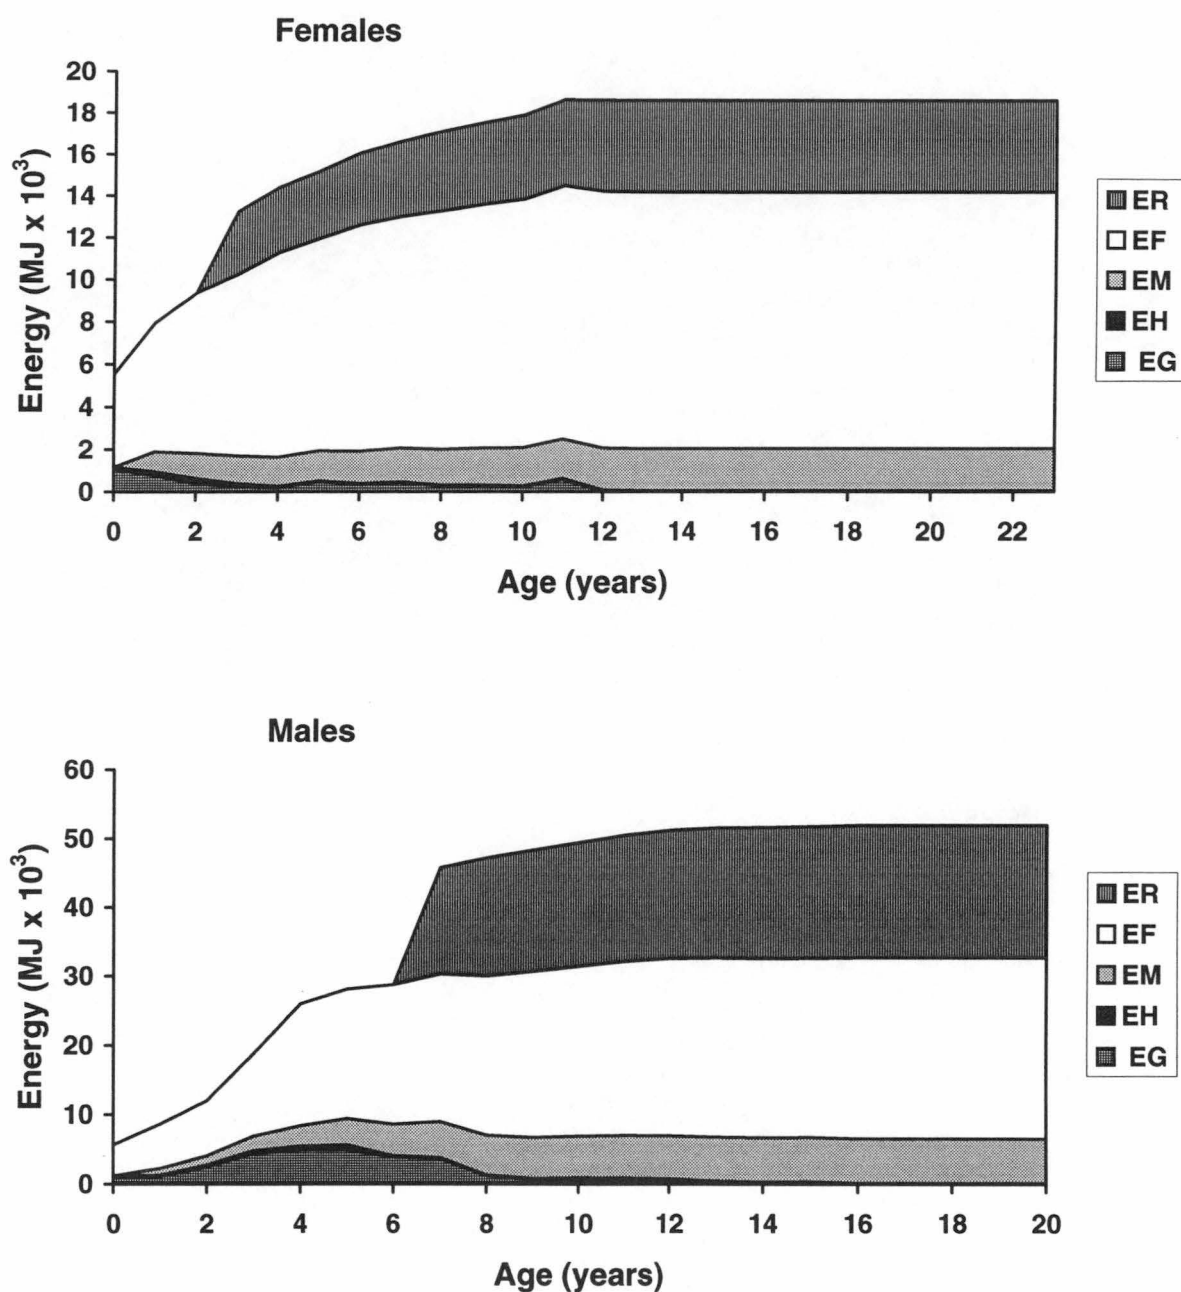 Females
Energy (MJ x 10³)
20
18
16
14
12
10
8
6
4
2
0
0 2 4 6 8 10 12 14 16 18 20 22
Age (years)
ER
EF
EM
EH
EG
Males
Energy (MJ x 10³)
60
50
40
30
20
10
0
0 2 4 6 8 10 12 14 16 18 20
Age (years)
ER
EF
EM
EH
EG